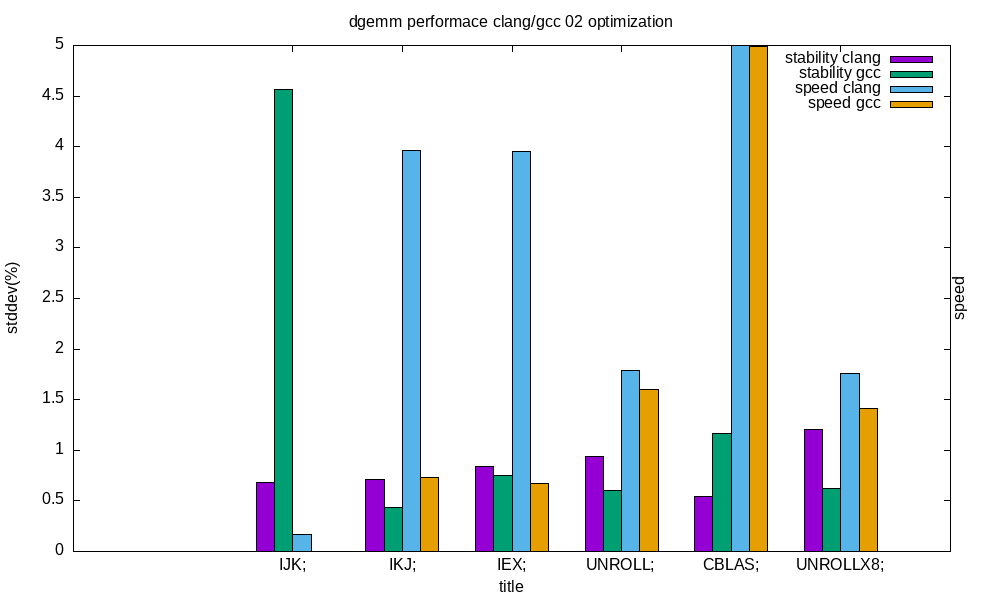 dgemm performace clang/gcc 02 optimization
stability clang
stability gcc
speed clang
speed gcc
5
4.5
4
3.5
3
2.5
2
1.5
1
0.5
0
stddev(%)
speed
IJK; IKJ; IEX; UNROLL; CBLAS; UNROLLX8;
title